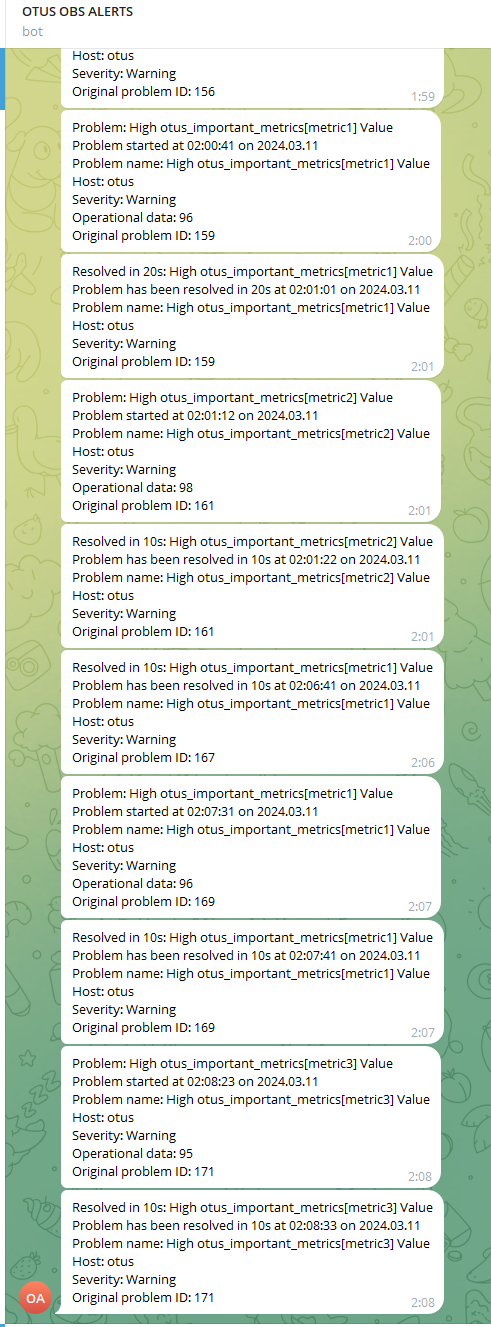 OTUS OBS ALERTS
bot
Host: otus
Severity: Warning
Original problem ID: 156
1:59
Problem: High otus_important_metrics[metric1] Value
Problem started at 02:00:41 on 2024.03.11
Problem name: High otus_important_metrics[metric1] Value
Host: otus
Severity: Warning
Operational data: 96
Original problem ID: 159
2:00
Resolved in 20s: High otus_important_metrics[metric1] Value
Problem has been resolved in 20s at 02:01:01 on 2024.03.11
Problem name: High otus_important_metrics[metric1] Value
Host: otus
Severity: Warning
Original problem ID: 159
2:01
Problem: High otus_important_metrics[metric2] Value
Problem started at 02:01:12 on 2024.03.11
Problem name: High otus_important_metrics[metric2] Value
Host: otus
Severity: Warning
Operational data: 98
Original problem ID: 161
2:01
Resolved in 10s: High otus_important_metrics[metric2] Value
Problem has been resolved in 10s at 02:01:22 on 2024.03.11
Problem name: High otus_important_metrics[metric2] Value
Host: otus
Severity: Warning
Original problem ID: 161
2:01
Resolved in 10s: High otus_important_metrics[metric1] Value
Problem has been resolved in 10s at 02:06:41 on 2024.03.11
Problem name: High otus_important_metrics[metric1] Value
Host: otus
Severity: Warning
Original problem ID: 167
2:06
Problem: High otus_important_metrics[metric1] Value
Problem started at 02:07:31 on 2024.03.11
Problem name: High otus_important_metrics[metric1] Value
Host: otus
Severity: Warning
Operational data: 96
Original problem ID: 169
2:07
Resolved in 10s: High otus_important_metrics[metric1] Value
Problem has been resolved in 10s at 02:07:41 on 2024.03.11
Problem name: High otus_important_metrics[metric1] Value
Host: otus
Severity: Warning
Original problem ID: 169
2:07
Problem: High otus_important_metrics[metric3] Value
Problem started at 02:08:23 on 2024.03.11
Problem name: High otus_important_metrics[metric3] Value
Host: otus
Severity: Warning
Operational data: 95
Original problem ID: 171
2:08
Resolved in 10s: High otus_important_metrics[metric3] Value
Problem has been resolved in 10s at 02:08:33 on 2024.03.11
Problem name: High otus_important_metrics[metric3] Value
Host: otus
Severity: Warning
Original problem ID: 171
2:08
OA